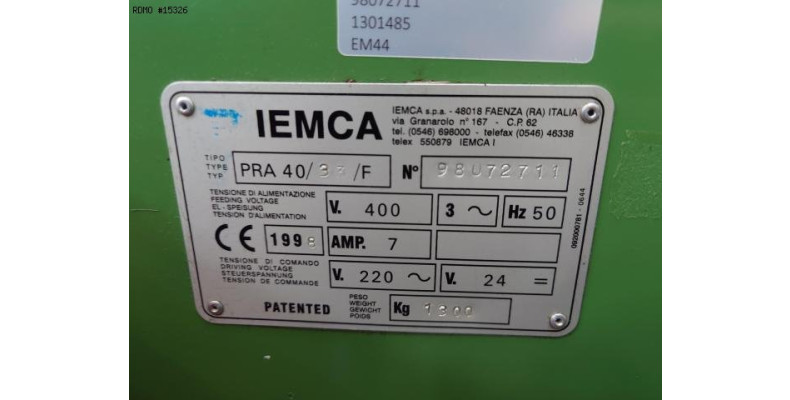 RDMO #15326
98072711
1301485
EM44
IEMCA
IEMCA s.p.a. - 48018 FAENZA (RA) ITALIA
via Granarolo n° 167 - C.P. 62
tel. (0546) 698000 - telefax (0546) 46338
telex 550879 IEMCA I
TIPO
TYPE
TYP
PRA 40/ /F
N° 98072711
TENSIONE DI ALIMENTAZIONE
FEEDING VOLTAGE
EL.- SPEISUNG
TENSION D'ALIMENTATION
V. 400
3 ~
Hz 50
CE
1998
AMP. 7
TENSIONE DI COMANDO
DRIVING VOLTAGE
STEUERSPANNUNG
TENSION DE COMMANDE
V. 220 ~
V. 24 =
PATENTED
PESO
WEIGHT
GEWICHT
POIDS
Kg 1300